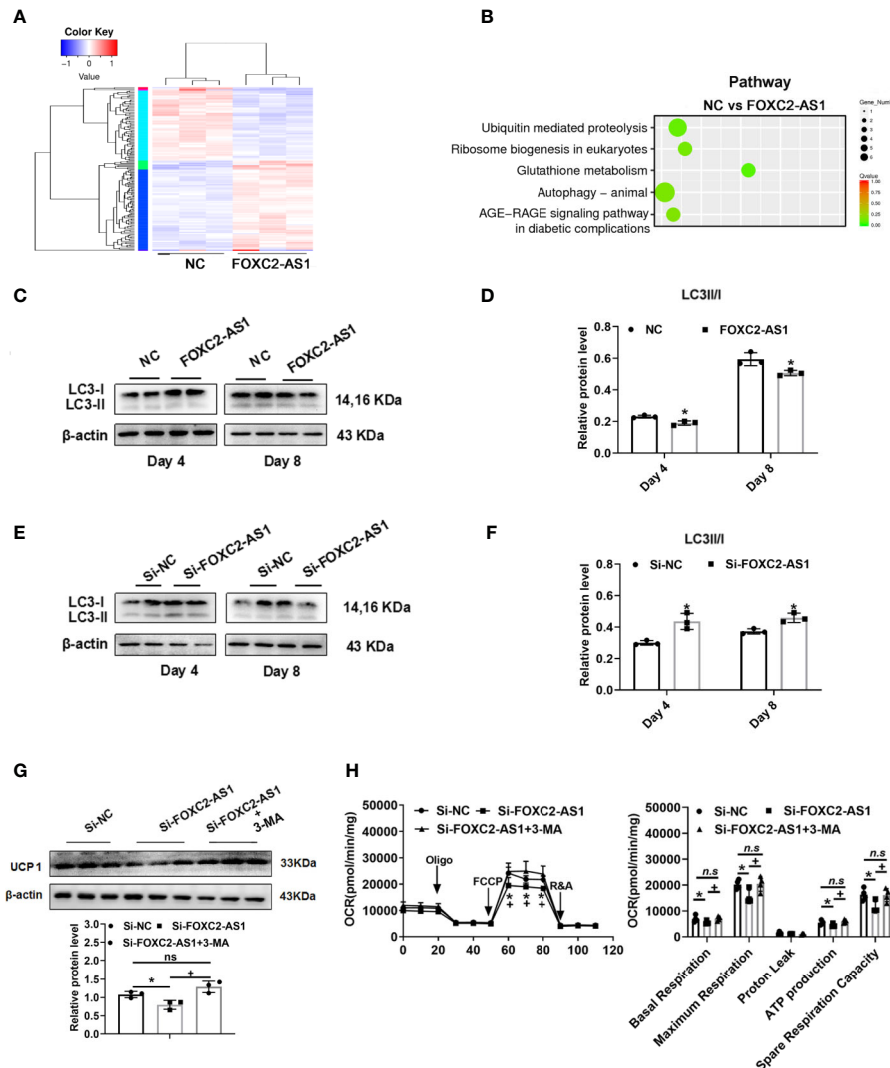 A
Color Key
−1 0 1
Value
NC FOXC2-AS1
B
Pathway
NC vs FOXC2-AS1
Ubiquitin mediated proteolysis
Ribosome biogenesis in eukaryotes
Glutathione metabolism
Autophagy − animal
AGE−RAGE signaling pathway
in diabetic complications
1
2
3
4
5
6
Qvalue
1.00
0.75
0.50
0.25
0.00
C
NC FOXC2-AS1 NC FOXC2-AS1
LC3-I
LC3-II
14,16 KDa
β-actin 43 KDa
Day 4 Day 8
D
LC3II/I
NC FOXC2-AS1
Relative protein level
0.8
0.6
0.4
0.2
0.0
* *
Day 4 Day 8
E
Si-NC Si-FOXC2-AS1 Si-NC Si-FOXC2-AS1
LC3-I
LC3-II
14,16 KDa
β-actin 43 KDa
Day 4 Day 8
F
LC3II/I
Si-NC Si-FOXC2-AS1
Relative protein level
0.8
0.6
0.4
0.2
0.0
* *
Day 4 Day 8
G
Si-NC Si-FOXC2-AS1 Si-FOXC2-AS1
+
3-MA
UCP1 33KDa
β-actin 43KDa
Si-NC Si-FOXC2-AS1
Si-FOXC2-AS1+3-MA
Relative protein level
3.0
2.5
2.0
1.5
1.0
0.5
0.0
ns
* +
H
Si-NC Si-FOXC2-AS1
Si-FOXC2-AS1+3-MA
OCR(pmol/min/mg)
50000
40000
30000
20000
10000
0
Oligo
FCCP
R&A
* * *
+ + +
0 20 40 60 80 100 120
Si-NC Si-FOXC2-AS1
Si-FOXC2-AS1+3-MA
OCR(pmol/min/mg)
50000
40000
30000
20000
10000
0
n.s n.s n.s n.s
* + * + * + * +
Basal Respiration
Maximum Respiration
Proton Leak
ATP production
Spare Respiration Capacity